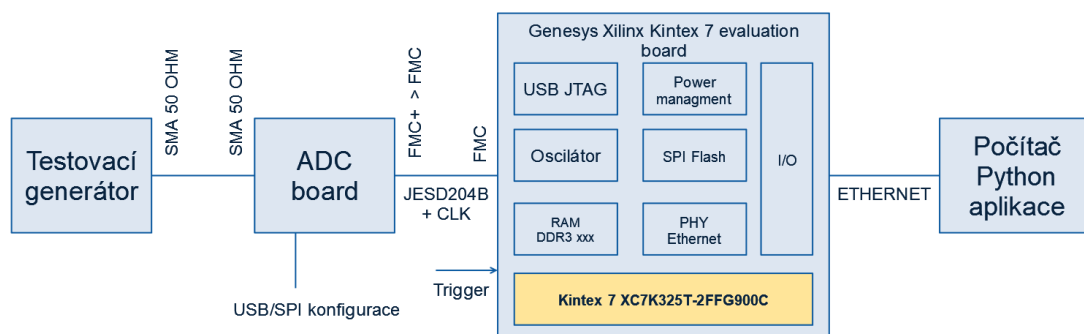 Testovací
generátor
SMA 50 OHM
SMA 50 OHM
ADC
board
USB/SPI konfigurace
FMC+ > FMC
FMC
JESD204B
+ CLK
Trigger
Genesys Xilinx Kintex 7 evaluation
board
USB JTAG
Power
managment
Oscilátor
SPI Flash
I/O
RAM
DDR3 xxx
PHY
Ethernet
Kintex 7 XC7K325T-2FFG900C
ETHERNET
Počítač
Python
aplikace